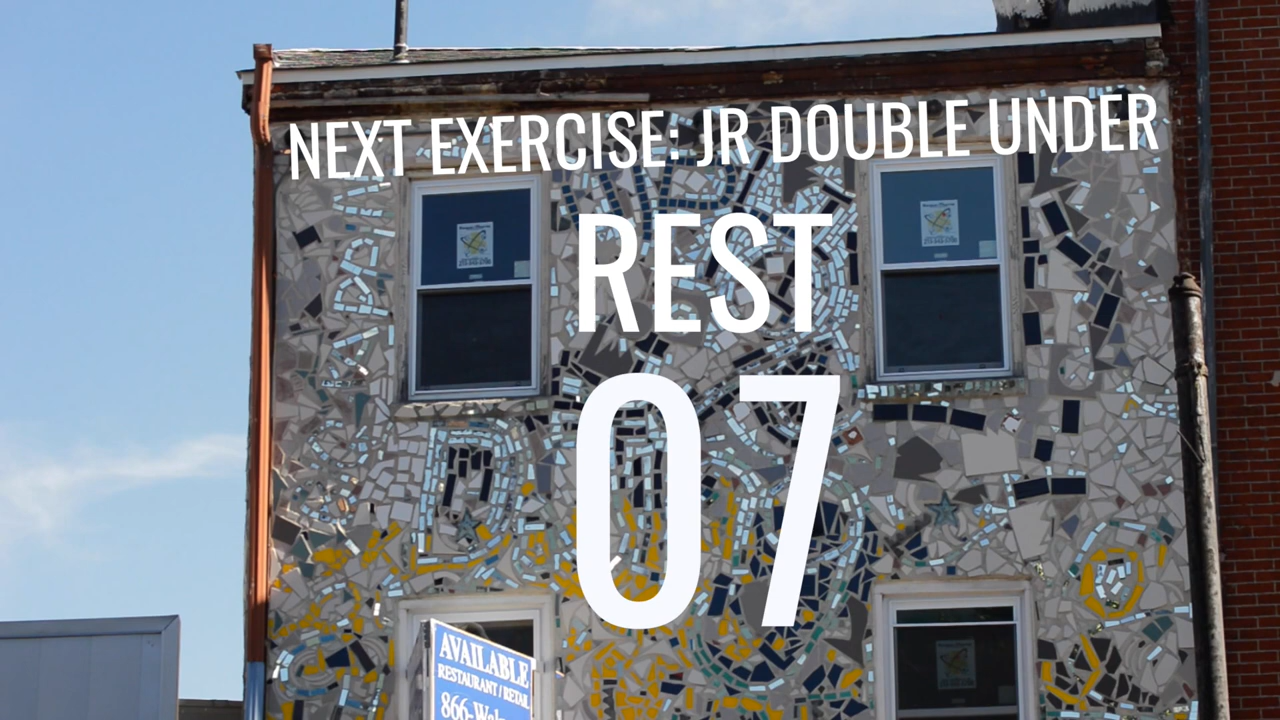 NEXT EXERCISE: JR DOUBLE UNDER
REST
07
AVAILABLE
RESTAURANT / RETAIL